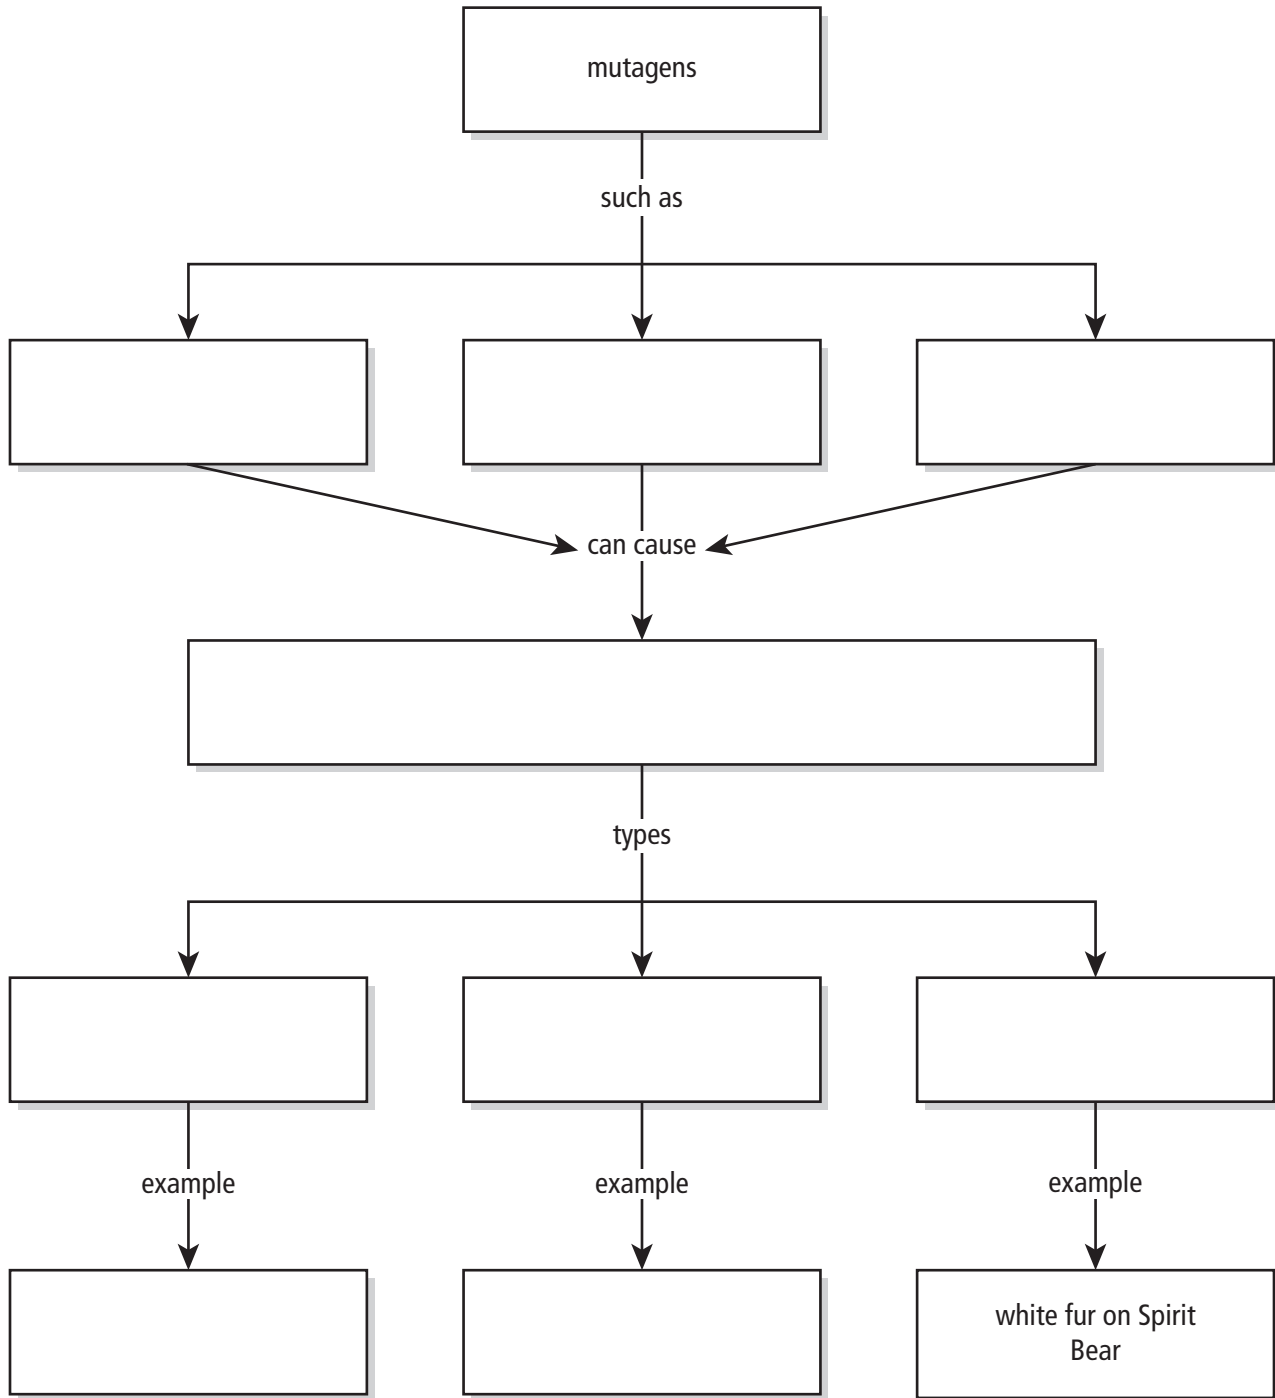 mutagens
such as
can cause
types
example
example
example
white fur on Spirit
Bear